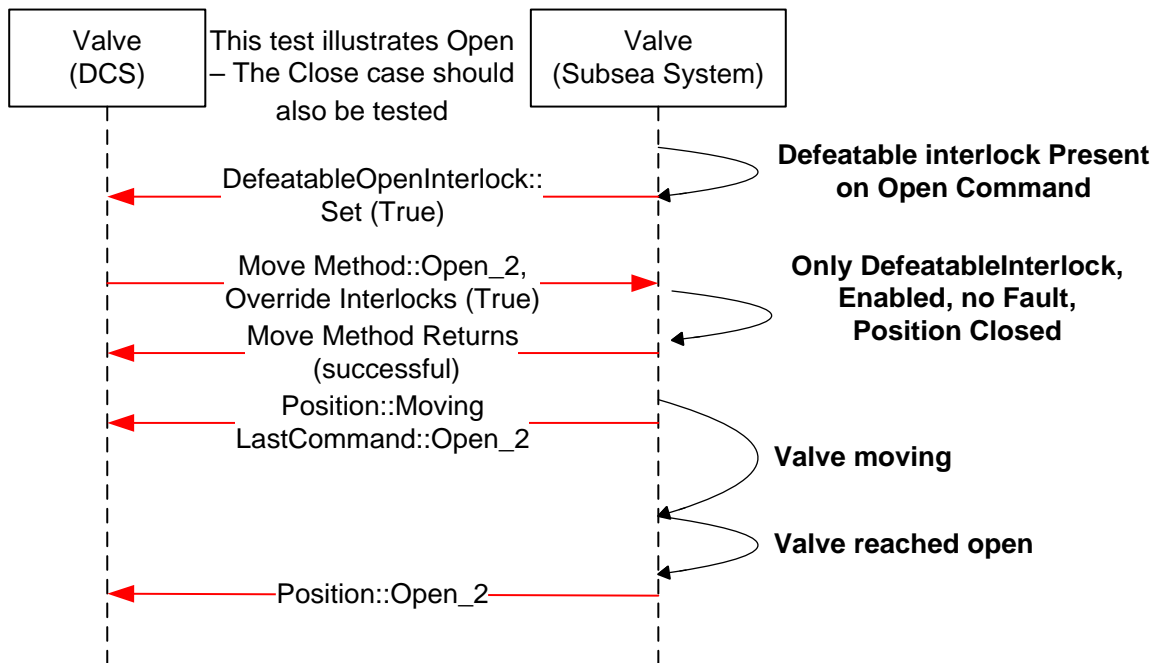 Valve
(DCS)
This test illustrates Open
– The Close case should
also be tested
Valve
(Subsea System)
Defeatable interlock Present
on Open Command
DefeatableOpenInterlock::
Set (True)
Move Method::Open_2,
Override Interlocks (True)
Only DefeatableInterlock,
Enabled, no Fault,
Position Closed
Move Method Returns
(successful)
Position::Moving
LastCommand::Open_2
Valve moving
Valve reached open
Position::Open_2